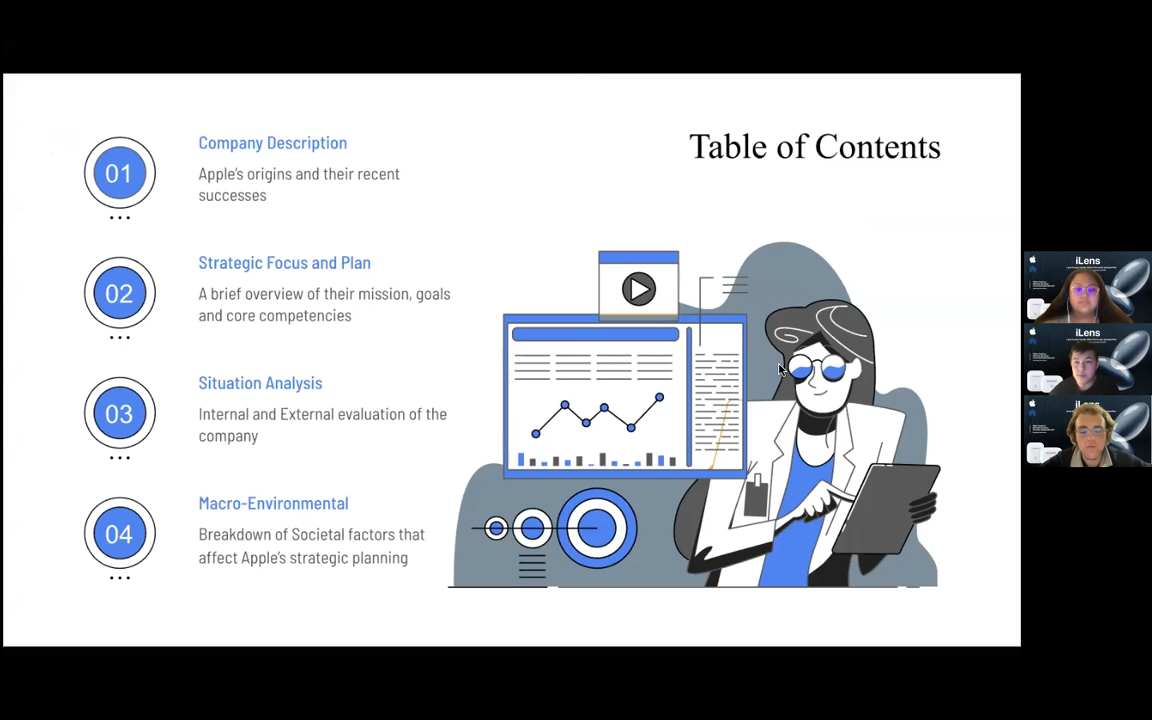 Table of Contents
01
Company Description
Apple's origins and their recent
successes
02
Strategic Focus and Plan
A brief overview of their mission, goals
and core competencies
03
Situation Analysis
Internal and External evaluation of the
company
04
Macro-Environmental
Breakdown of Societal factors that
affect Apple's strategic planning
iLens
iLens
iLens